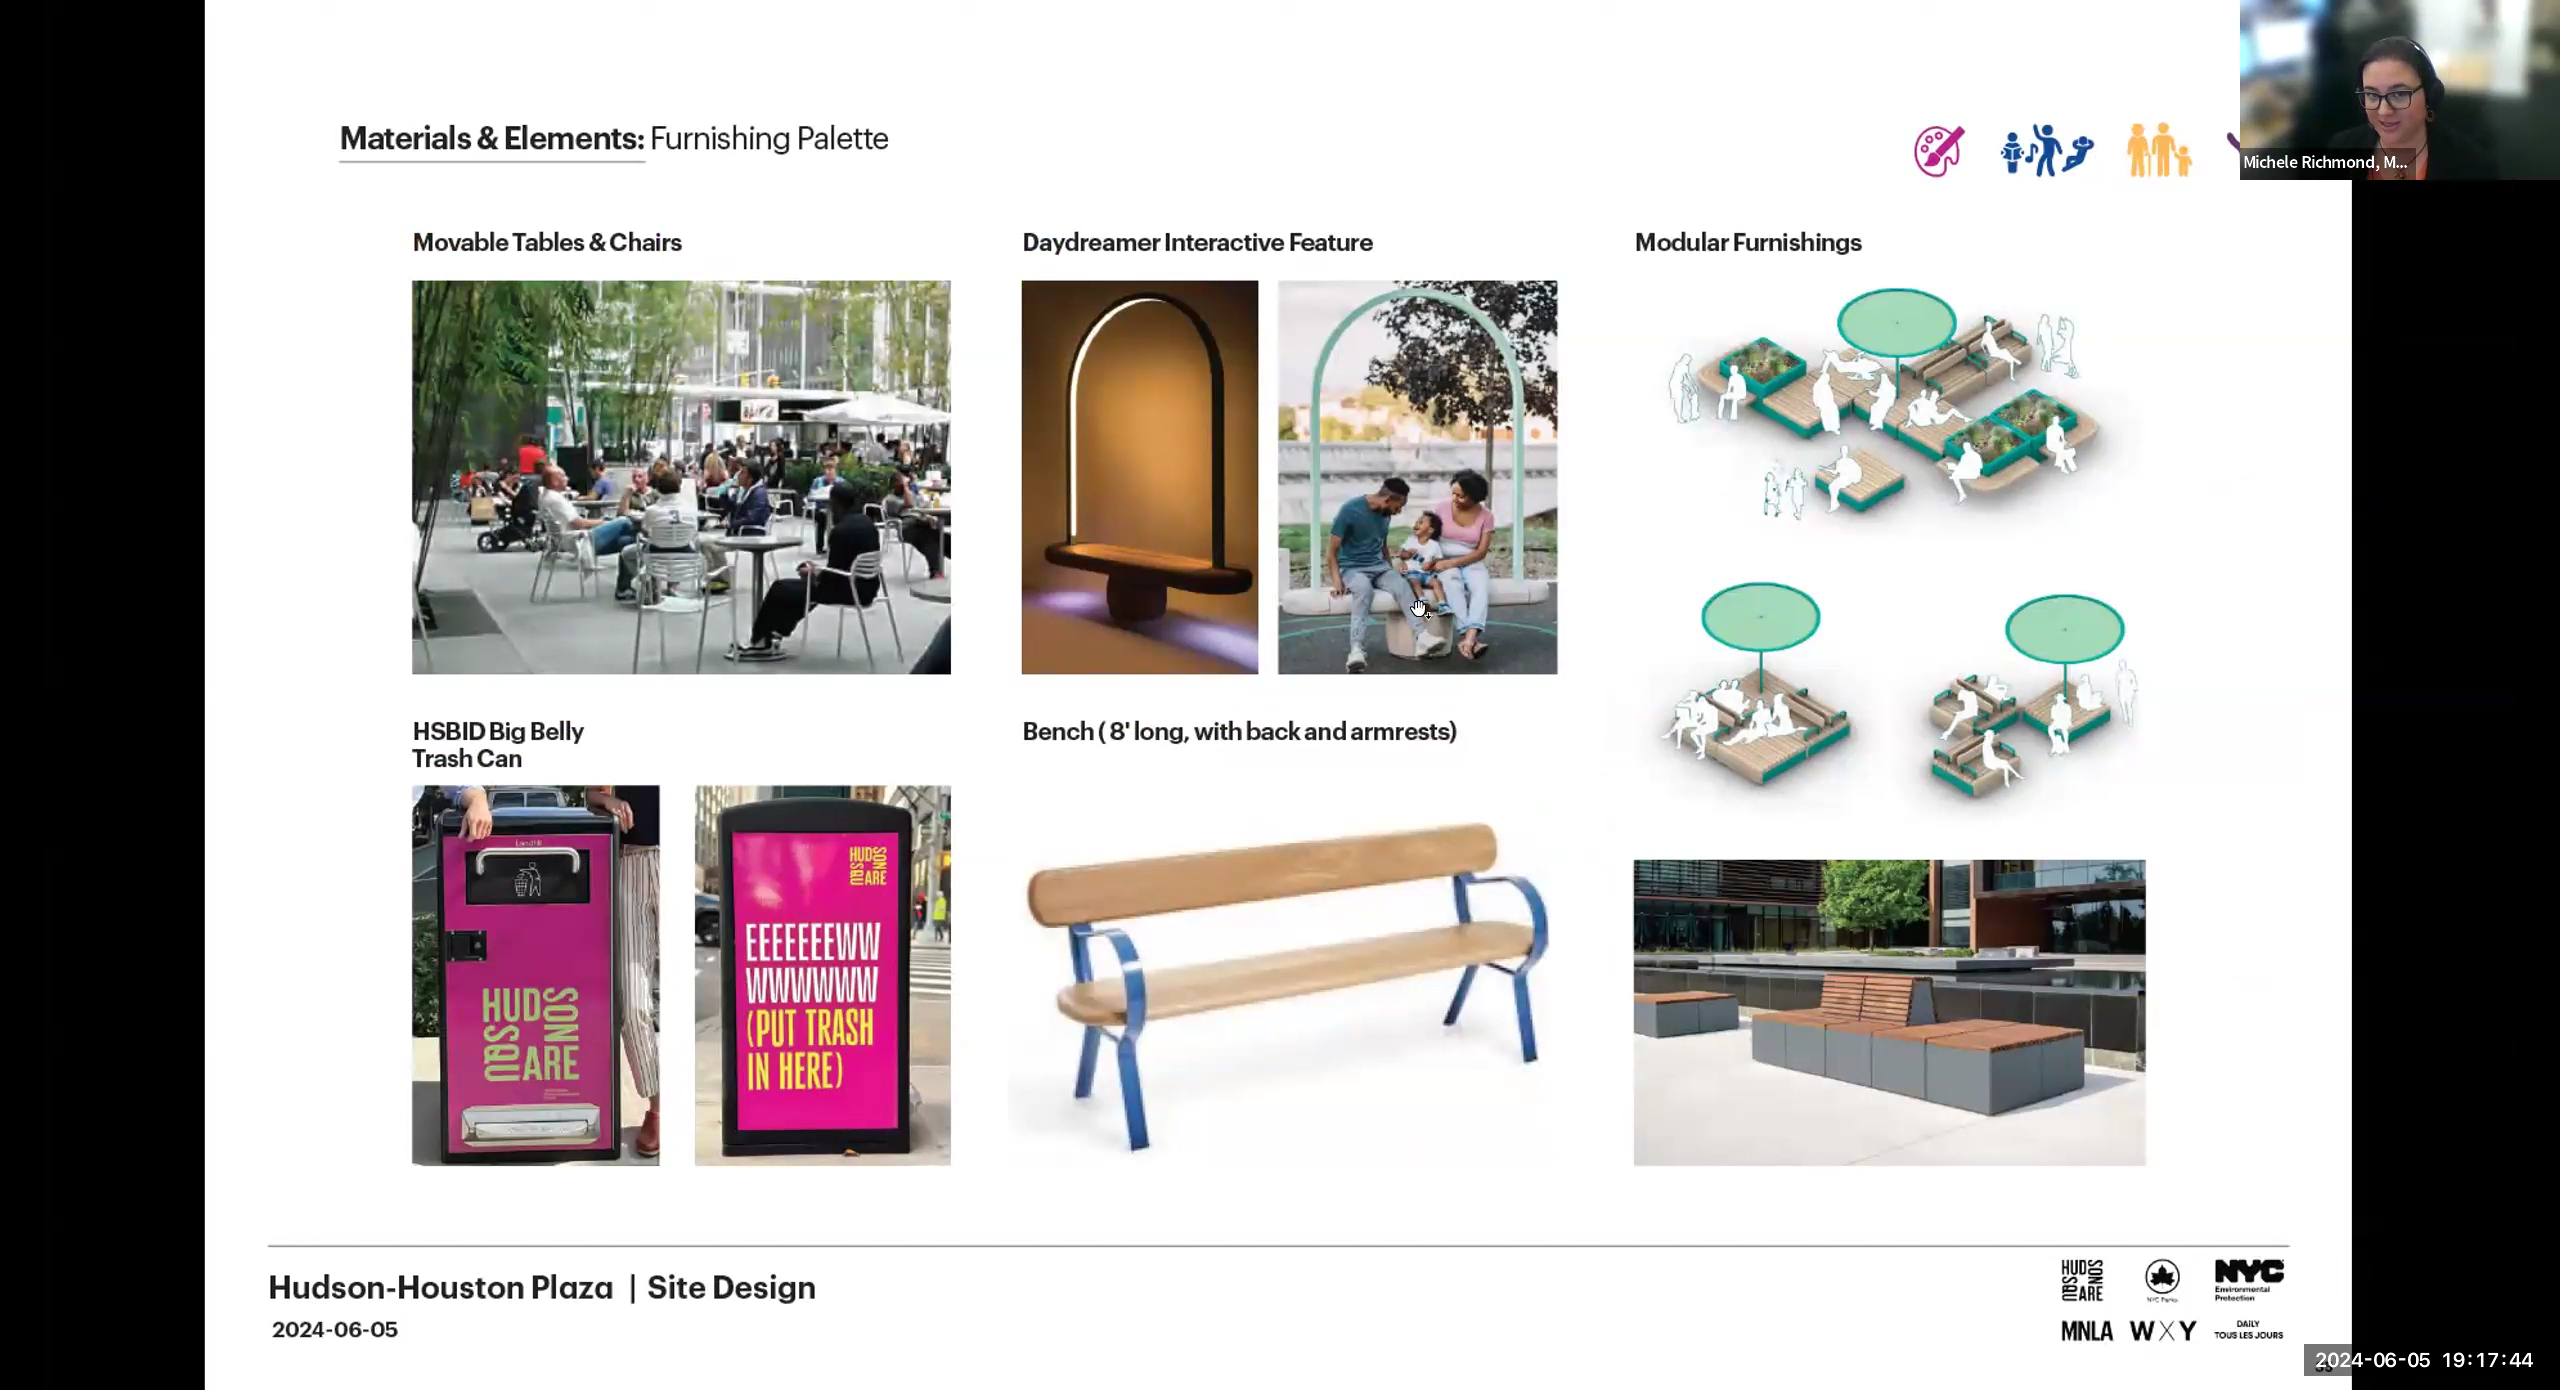 Materials & Elements: Furnishing Palette
Michele Richmond, M...
Movable Tables & Chairs
Daydreamer Interactive Feature
Modular Furnishings
HSBID Big Belly
Trash Can
Bench ( 8' long, with back and armrests)
Landfill
HUDSON
SQUARE
HUDSON
SQUARE
EEEEEEEWW
WWWWWW
(PUT TRASH
IN HERE)
Hudson-Houston Plaza | Site Design
2024-06-05
HUDSON
SQUARE
NYC Parks
NYC
Environmental
Protection
MNLA
WXY
DAILY
TOUS LES JOURS
2024-06-05 19:17:44